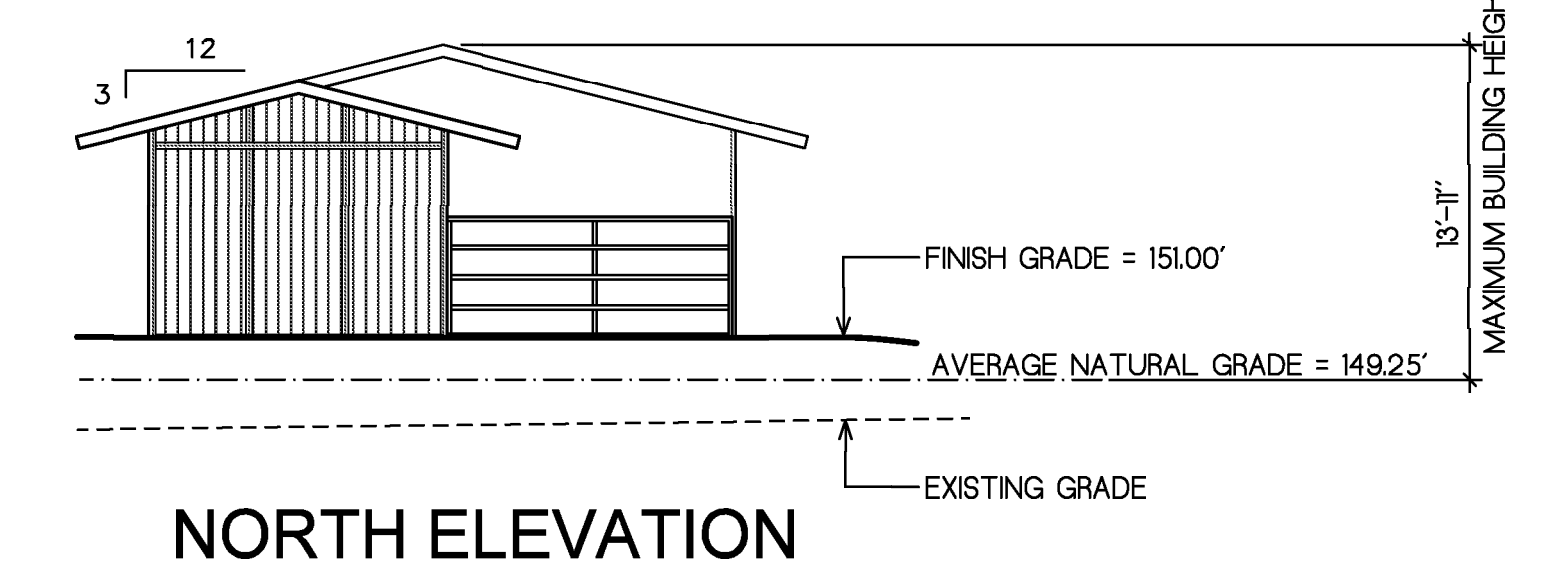 12
3
MAXIMUM BUILDING HEIGH
13'-11"
FINISH GRADE = 151.00'
AVERAGE NATURAL GRADE = 149.25'
EXISTING GRADE
NORTH ELEVATION